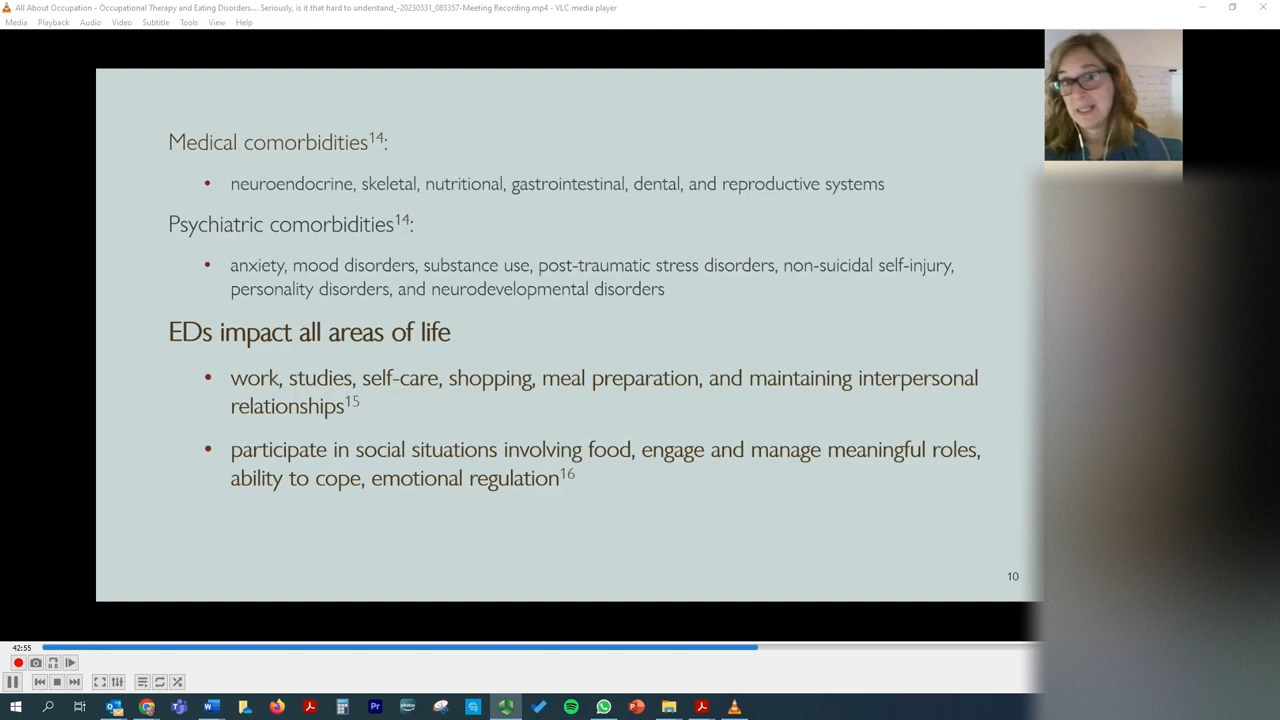 All About Occupation - Occupational Therapy and Eating Disorders.... Seriously, is it that hard to understand_-20230331_083357-Meeting Recording.mp4 - VLC media player
Media Playback Audio Video Subtitle Tools View Help
Medical comorbidities14:
• neuroendocrine, skeletal, nutritional, gastrointestinal, dental, and reproductive systems
Psychiatric comorbidities14:
• anxiety, mood disorders, substance use, post-traumatic stress disorders, non-suicidal self-injury,
personality disorders, and neurodevelopmental disorders
EDs impact all areas of life
• work, studies, self-care, shopping, meal preparation, and maintaining interpersonal
relationships15
• participate in social situations involving food, engage and manage meaningful roles,
ability to cope, emotional regulation16
10
42:55